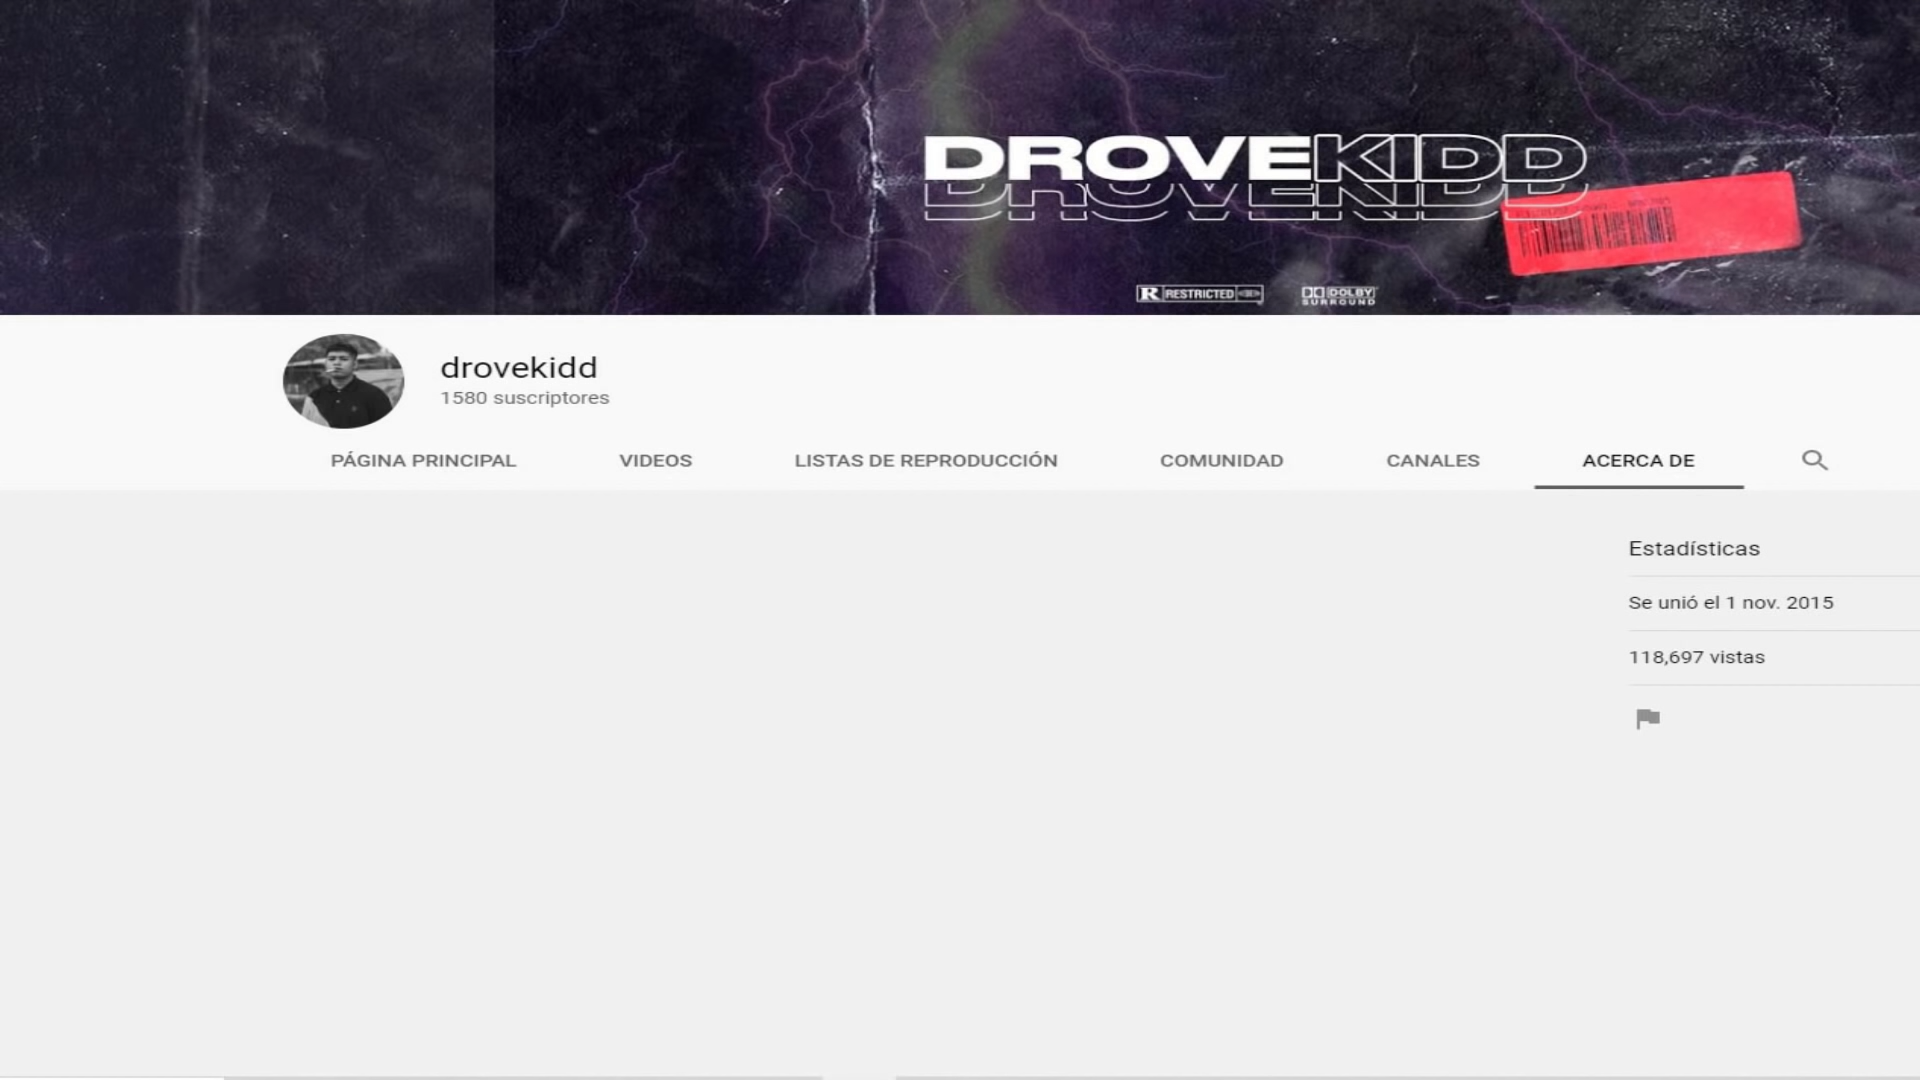 DROVEKIDD
DROVEKIDD
R RESTRICTED
DOLBY
SURROUND
drovekidd
1580 suscriptores
PÁGINA PRINCIPAL
VIDEOS
LISTAS DE REPRODUCCIÓN
COMUNIDAD
CANALES
ACERCA DE
Estadísticas
Se unió el 1 nov. 2015
118,697 vistas